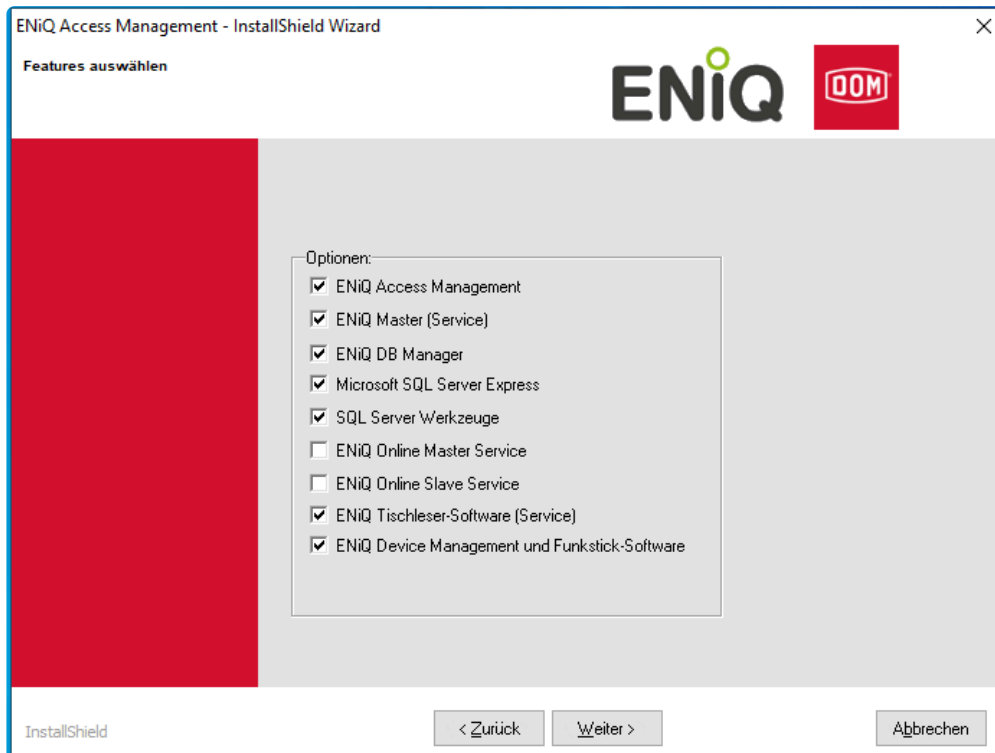 ENiQ Access Management - InstallShield Wizard
Features auswählen
ENiQ
DOM
Optionen:
ENiQ Access Management
ENiQ Master (Service)
ENiQ DB Manager
Microsoft SQL Server Express
SQL Server Werkzeuge
ENiQ Online Master Service
ENiQ Online Slave Service
ENiQ Tischleser-Software (Service)
ENiQ Device Management und Funkstick-Software
InstallShield
< Zurück
Weiter >
Abbrechen